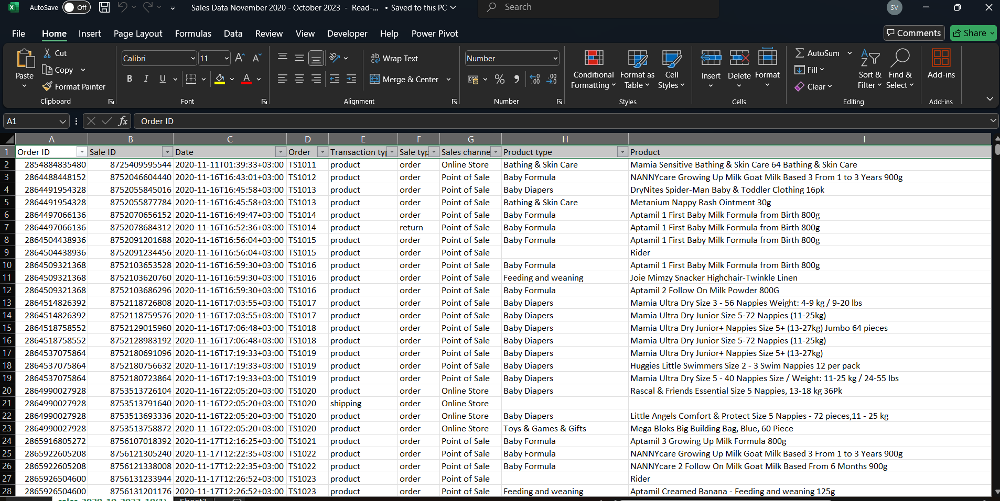 AutoSave Off Sales Data November 2020 - October 2023 - Read-... • Saved to this PC Search SV
File Home Insert Page Layout Formulas Data Review View Developer Help Power Pivot Comments Share
Paste Cut Copy Format Painter Clipboard
Calibri 11 B I U A Font
Wrap Text Merge & Center Alignment
Number % Number
Conditional Formatting Format as Table Cell Styles Styles
Insert Delete Format Cells
AutoSum Fill Clear Sort & Filter Find & Select Editing
Add-ins Add-ins
A1 fx Order ID
A B C D E F G H I
1 Order ID Sale ID Date Order Transaction ty Sale typ Sales channe Product type Product
2 2854884835480 8725409595544 2020-11-11T01:39:33+03:00 TS1011 product order Online Store Bathing & Skin Care Mamia Sensitive Bathing & Skin Care 64 Bathing & Skin Care
3 2864488448152 8752046604440 2020-11-16T16:43:01+03:00 TS1012 product order Point of Sale Baby Formula NANNYcare Growing Up Milk Goat Milk Based 3 From 1 to 3 Years 900g
4 2864491954328 8752055845016 2020-11-16T16:45:58+03:00 TS1013 product order Point of Sale Baby Diapers DryNites Spider-Man Baby & Toddler Clothing 16pk
5 2864491954328 8752055877784 2020-11-16T16:45:58+03:00 TS1013 product order Point of Sale Bathing & Skin Care Metanium Nappy Rash Ointment 30g
6 2864497066136 8752070656152 2020-11-16T16:49:47+03:00 TS1014 product order Point of Sale Baby Formula Aptamil 1 First Baby Milk Formula from Birth 800g
7 2864497066136 8752078684312 2020-11-16T16:52:36+03:00 TS1014 product return Point of Sale Baby Formula Aptamil 1 First Baby Milk Formula from Birth 800g
8 2864504438936 8752091201688 2020-11-16T16:56:04+03:00 TS1015 product order Point of Sale Baby Formula Aptamil 1 First Baby Milk Formula from Birth 800g
9 2864504438936 8752091234456 2020-11-16T16:56:04+03:00 TS1015 product order Point of Sale Rider
10 2864509321368 8752103653528 2020-11-16T16:59:30+03:00 TS1016 product order Point of Sale Baby Formula Aptamil 1 First Baby Milk Formula from Birth 800g
11 2864509321368 8752103620760 2020-11-16T16:59:30+03:00 TS1016 product order Point of Sale Feeding and weaning Joie Mimzy Snacker Highchair-Twinkle Linen
12 2864509321368 8752103686296 2020-11-16T16:59:30+03:00 TS1016 product order Point of Sale Baby Formula Aptamil 2 Follow On Milk Powder 800G
13 2864514826392 8752118726808 2020-11-16T17:03:55+03:00 TS1017 product order Point of Sale Baby Diapers Mamia Ultra Dry Size 3 - 56 Nappies Weight: 4-9 kg / 9-20 lbs
14 2864514826392 8752118759576 2020-11-16T17:03:55+03:00 TS1017 product order Point of Sale Baby Diapers Mamia Ultra Dry Junior Size 5-72 Nappies (11-25kg)
15 2864518758552 8752129015960 2020-11-16T17:06:48+03:00 TS1018 product order Point of Sale Baby Diapers Mamia Ultra Dry Junior+ Nappies Size 5+ (13-27kg) Jumbo 64 pieces
16 2864518758552 8752128983192 2020-11-16T17:06:48+03:00 TS1018 product order Point of Sale Baby Diapers Mamia Ultra Dry Junior Size 5-72 Nappies (11-25kg)
17 2864537075864 8752180691096 2020-11-16T17:19:33+03:00 TS1019 product order Point of Sale Baby Diapers Mamia Ultra Dry Junior+ Nappies Size 5+ (13-27kg)
18 2864537075864 8752180756632 2020-11-16T17:19:33+03:00 TS1019 product order Point of Sale Baby Diapers Huggies Little Swimmers Size 2 - 3 Swim Nappies 12 per pack
19 2864537075864 8752180723864 2020-11-16T17:19:33+03:00 TS1019 product order Point of Sale Baby Diapers Mamia Ultra Dry Size 5 - 40 Nappies Size / Weight: 11-25 kg / 24-55 lbs
20 2864990027928 8753513726104 2020-11-16T22:05:20+03:00 TS1020 product order Online Store Baby Diapers Rascal & Friends Essential Size 5 Nappies, 13-18 kg 36Pk
21 2864990027928 8753513791640 2020-11-16T22:05:20+03:00 TS1020 shipping order Online Store
22 2864990027928 8753513693336 2020-11-16T22:05:20+03:00 TS1020 product order Online Store Baby Diapers Little Angels Comfort & Protect Size 5 Nappies - 72 pieces,11 - 25 kg
23 2864990027928 8753513758872 2020-11-16T22:05:20+03:00 TS1020 product order Online Store Toys & Games & Gifts Mega Bloks Big Building Bag, Blue, 60 Piece
24 2865916805272 8756107018392 2020-11-17T12:16:25+03:00 TS1021 product order Point of Sale Baby Formula Aptamil 3 Growing Up Milk Formula 800g
25 2865922605208 8756121305240 2020-11-17T12:22:35+03:00 TS1022 product order Point of Sale Baby Formula NANNYcare Growing Up Milk Goat Milk Based 3 From 1 to 3 Years 900g
26 2865922605208 8756121338008 2020-11-17T12:22:35+03:00 TS1022 product order Point of Sale Baby Formula NANNYcare 2 Follow On Milk Goat Milk Based From 6 Months 900g
27 2865926504600 8756131233944 2020-11-17T12:26:52+03:00 TS1023 product order Point of Sale Rider
28 2865926504600 8756131201176 2020-11-17T12:26:52+03:00 TS1023 product order Point of Sale Feeding and weaning Aptamil Creamed Banana - Feeding and weaning 125g